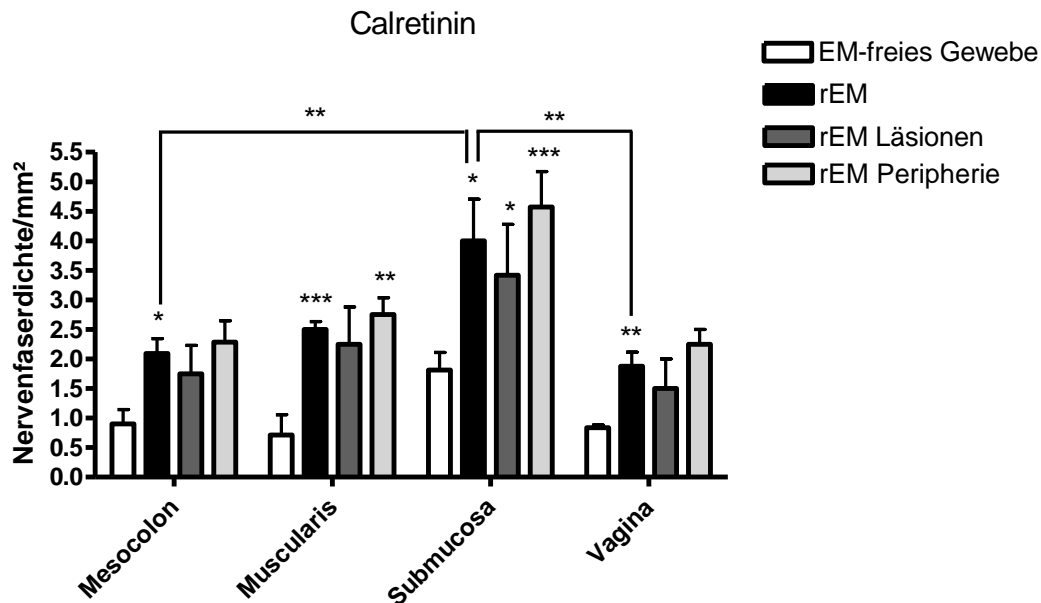 Calretinin
EM-freies Gewebe
rEM
rEM Läsionen
rEM Peripherie
** **
*** 
* *
** 
*** 
* 
**
Nervenfaserdichte/mm²
5.5
5.0
4.5
4.0
3.5
3.0
2.5
2.0
1.5
1.0
0.5
0.0
Mesocolon
Muscularis
Submucosa
Vagina